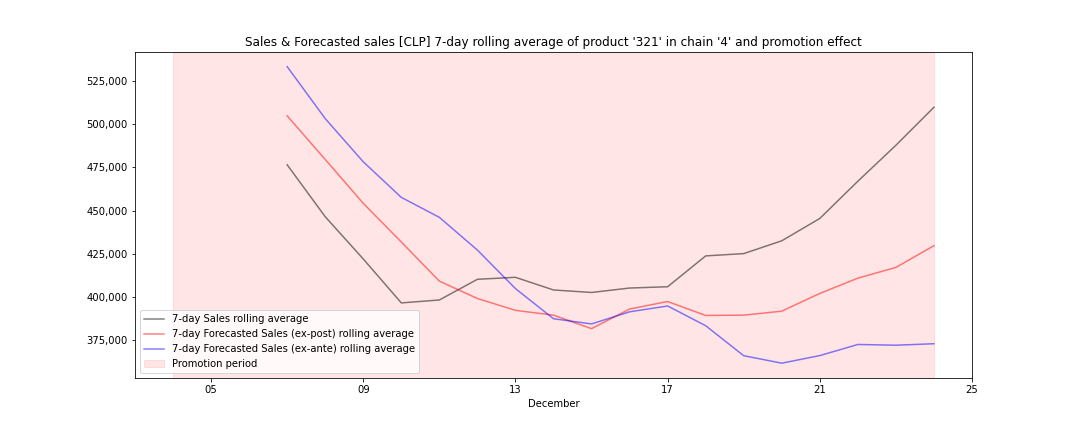 Sales & Forecasted sales [CLP] 7-day rolling average of product '321' in chain '4' and promotion effect
525,000
500,000
475,000
450,000
425,000
400,000
375,000
7-day Sales rolling average
7-day Forecasted Sales (ex-post) rolling average
7-day Forecasted Sales (ex-ante) rolling average
Promotion period
05 09 13 17 21 25
December